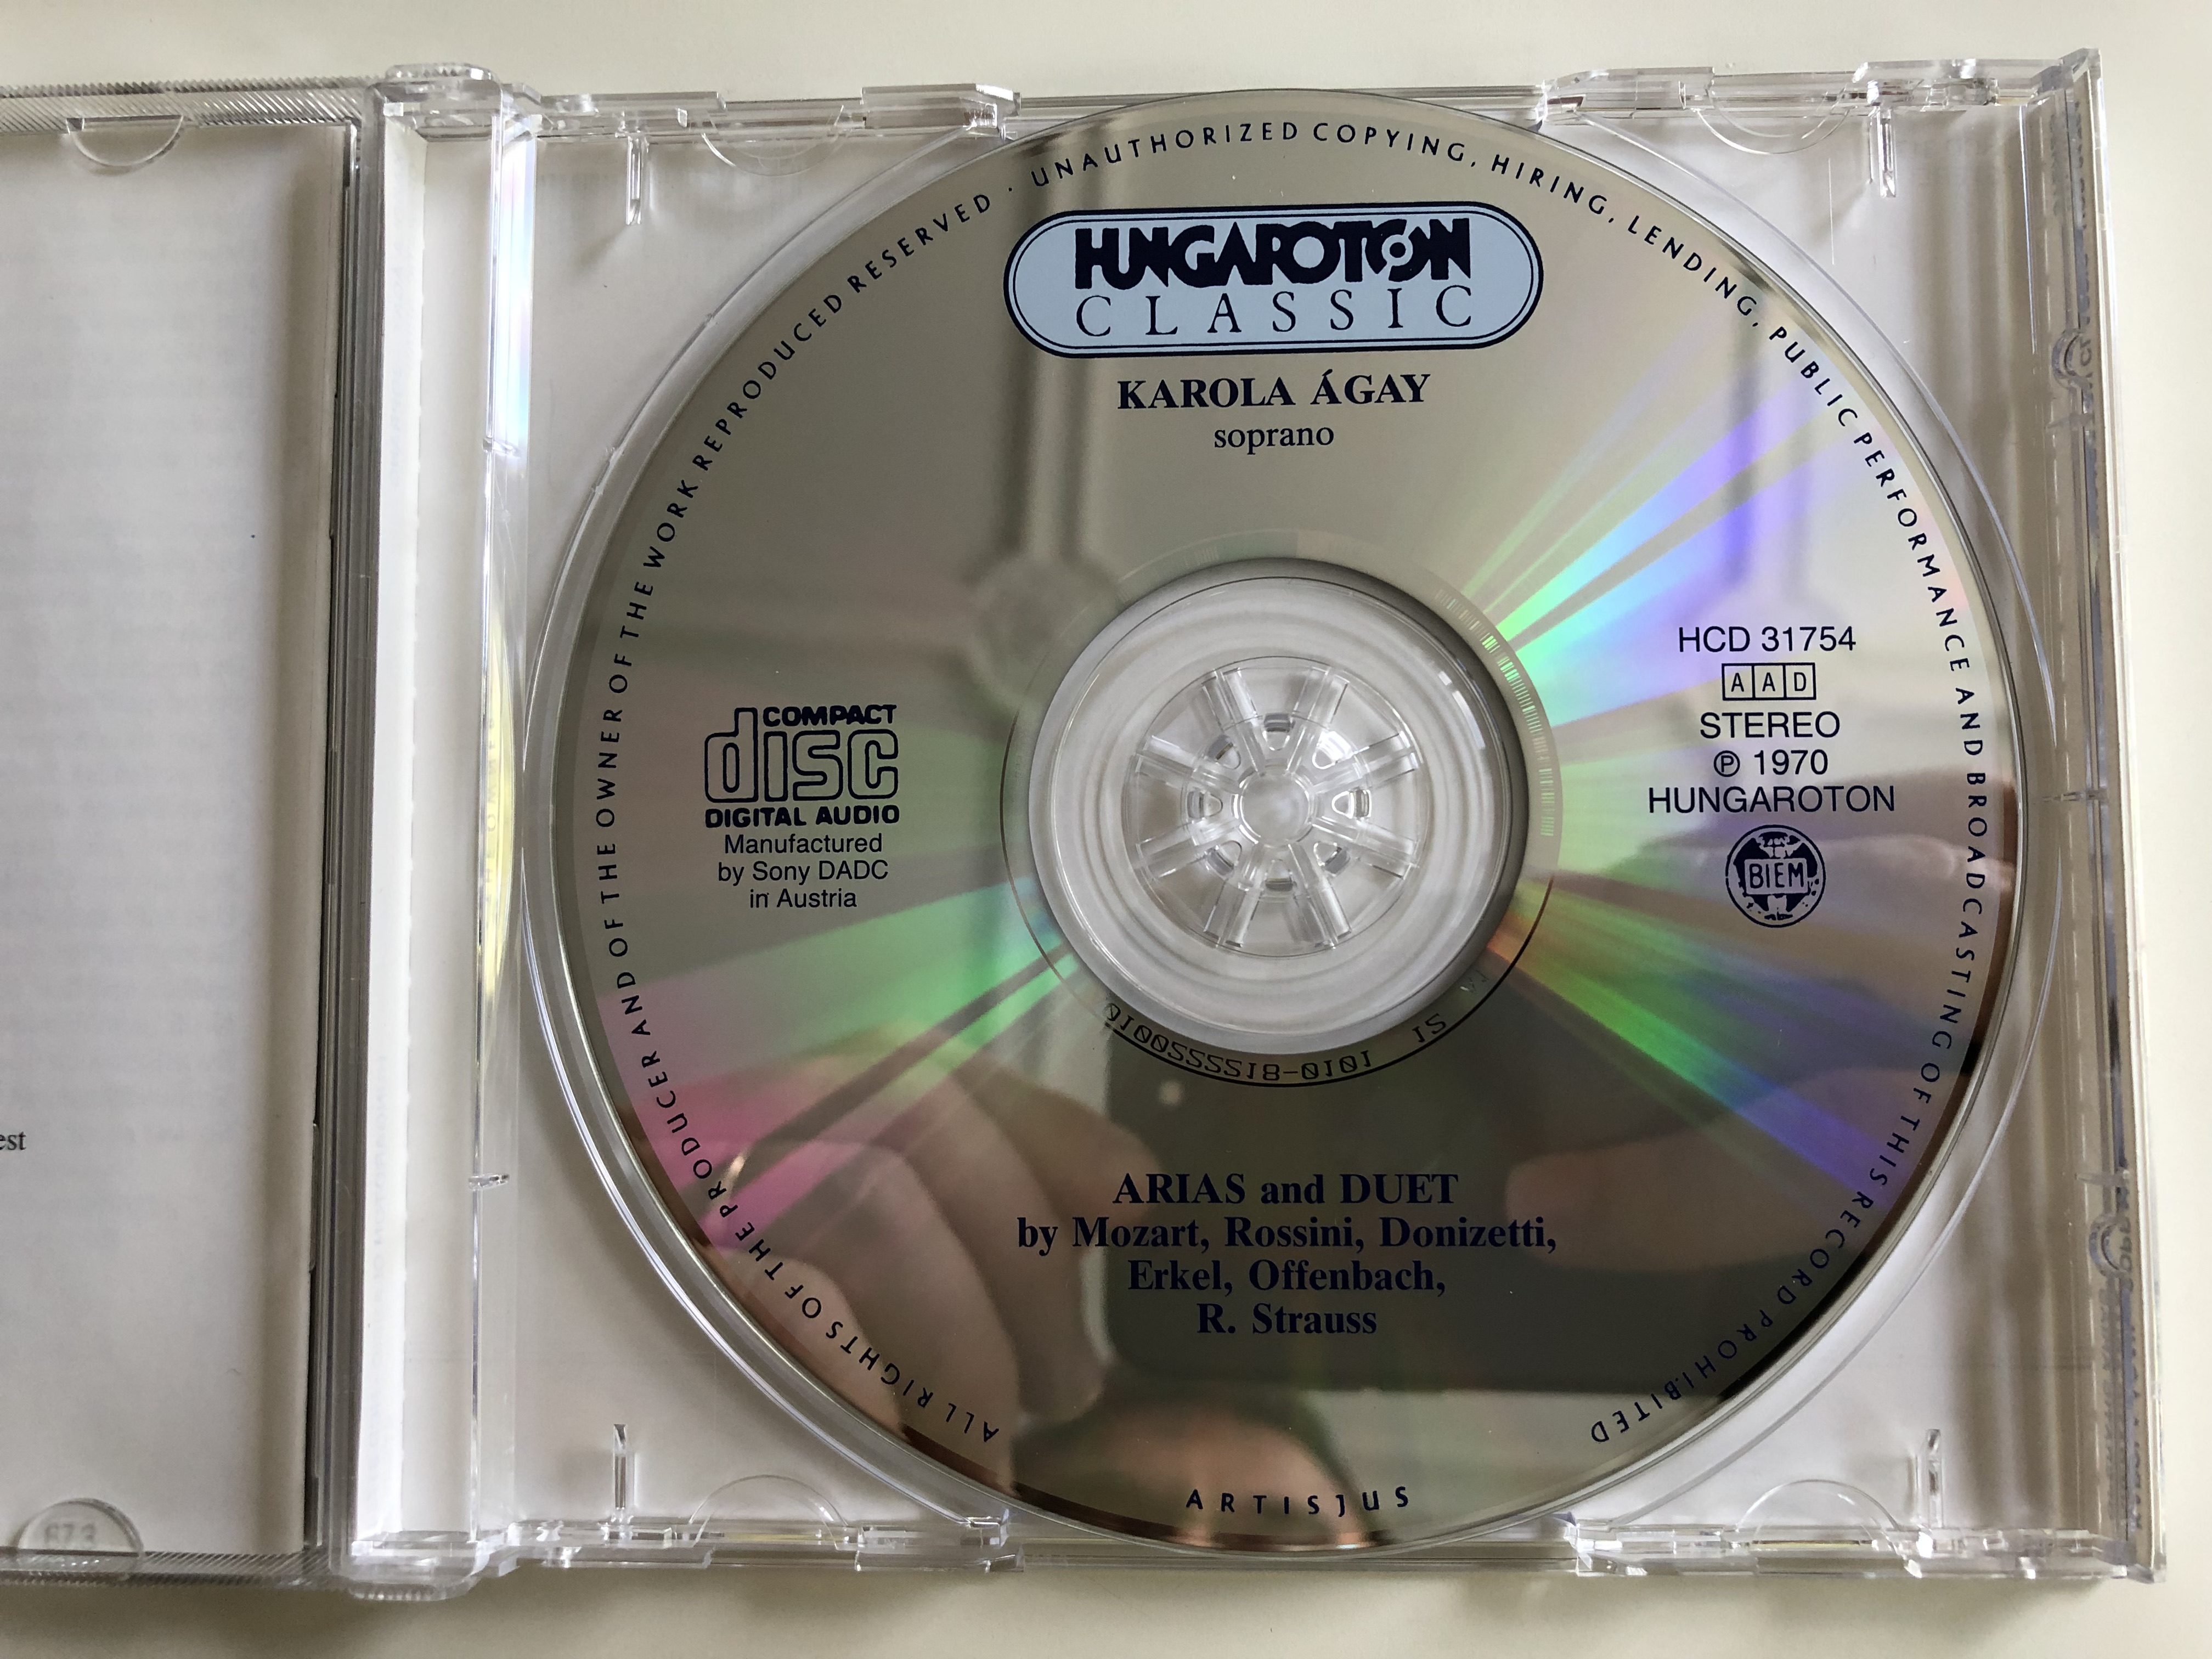 ALL RIGHTS OF THE PRODUCER AND OF THE OWNER OF THE WORK REPRODUCED RESERVED · UNAUTHORIZED COPYING, HIRING, LENDING, PUBLIC PERFORMANCE AND BROADCASTING OF THIS RECORD PROHIBITED
HUNGAROTON
CLASSIC
KAROLA ÁGAY
soprano
COMPACT
disc
DIGITAL AUDIO
Manufactured
by Sony DADC
in Austria
HCD 31754
A A D
STEREO
℗ 1970
HUNGAROTON
BIEM
ARIAS and DUET
by Mozart, Rossini, Donizetti,
Erkel, Offenbach,
R. Strauss
ARTISJUS
est